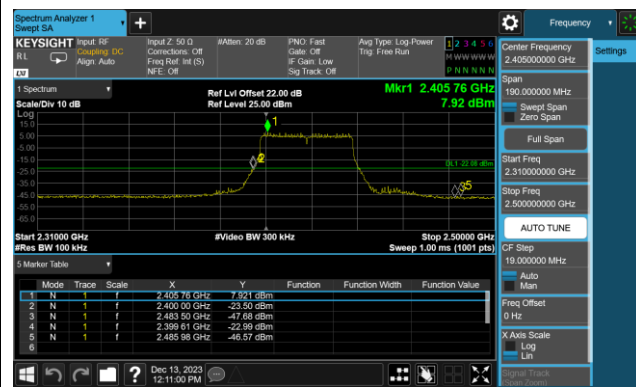 Spectrum Analyzer 1
Swept SA
Frequency
KEYSIGHT Input: RF
RL Coupling: DC
Align: Auto
LXI
Input Z: 50 Ω
Corrections: Off
Freq Ref: Int (S)
NFE: Off
#Atten: 20 dB
PNO: Fast
Gate: Off
IF Gain: Low
Sig Track: Off
Avg Type: Log-Power
Trig: Free Run
1 2 3 4 5 6
M W W W W W
P N N N N N
Center Frequency
2.405000000 GHz
Settings
Span
190.000000 MHz
Swept Span
Zero Span
Full Span
Start Freq
2.310000000 GHz
Stop Freq
2.500000000 GHz
AUTO TUNE
CF Step
19.000000 MHz
Auto
Man
Freq Offset
0 Hz
X Axis Scale
Log
Lin
Signal Track
(Span Zoom)
1 Spectrum
Scale/Div 10 dB
Ref Lvl Offset 22.00 dB
Ref Level 25.00 dBm
Mkr1 2.405 76 GHz
7.92 dBm
Log
15.0
5.00
-5.00
-15.0
-25.0
-35.0
-45.0
-55.0
-65.0
1
DL1 -22.08 dBm
Start 2.31000 GHz
#Res BW 100 kHz
#Video BW 300 kHz
Stop 2.50000 GHz
Sweep 1.00 ms (1001 pts)
5 Marker Table
Mode Trace Scale X Y Function Function Width Function Value
1 N 1 f 2.405 76 GHz 7.921 dBm
2 N 1 f 2.400 00 GHz -23.50 dBm
3 N 1 f 2.483 50 GHz -47.68 dBm
4 N 1 f 2.399 61 GHz -22.99 dBm
5 N 1 f 2.485 98 GHz -46.57 dBm
6
?
Dec 13, 2023
12:11:00 PM